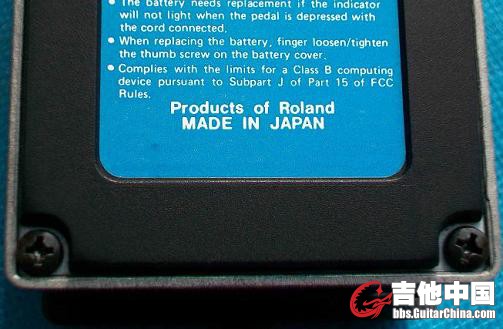 • The battery needs replacement if the indicator
will not light when the pedal is depressed with
the cord connected.
• When replacing the battery, finger loosen/tighten
the thumb screw on the battery cover.
• Complies with the limits for a Class B computing
device pursuant to Subpart J of Part 15 of FCC
Rules.
Products of Roland
MADE IN JAPAN
吉他中国
bbs.GuitarChina.com